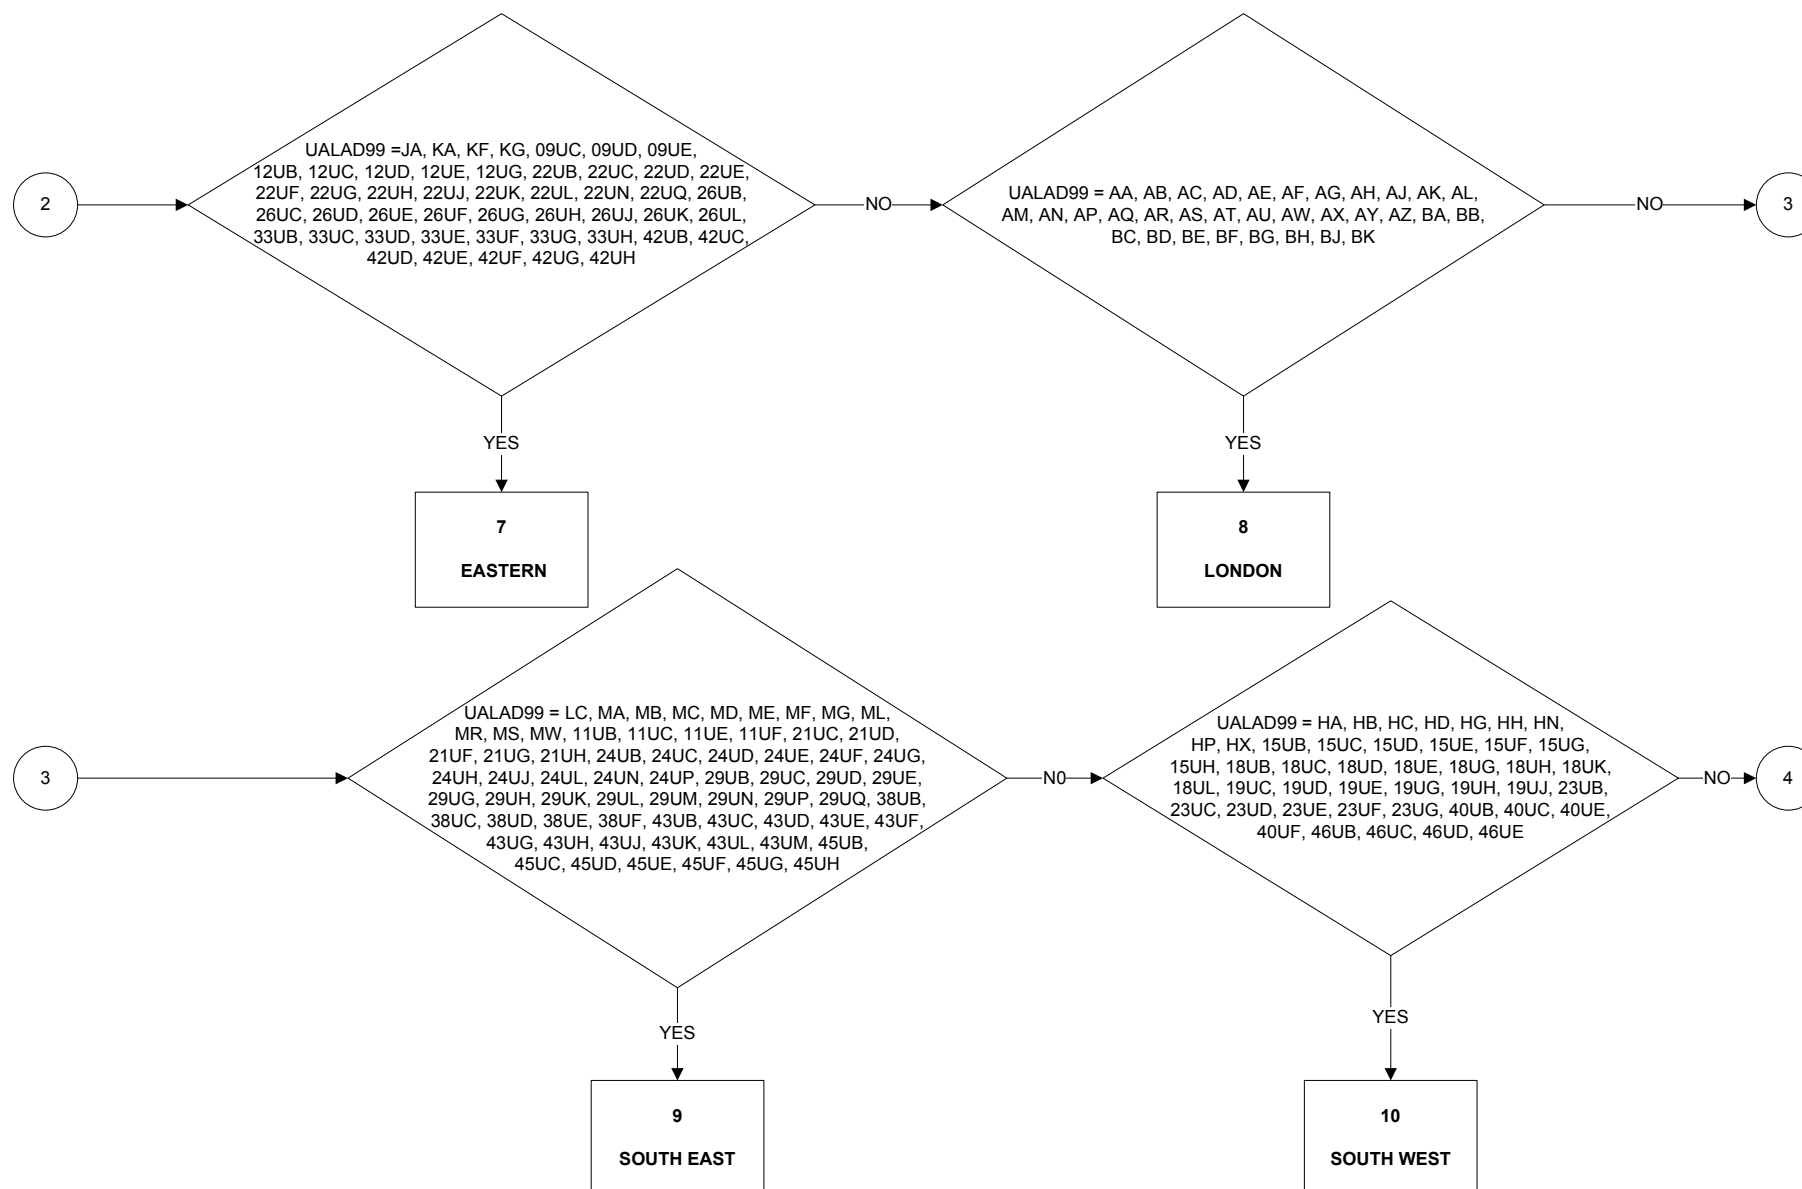 2
UALAD99 =JA, KA, KF, KG, 09UC, 09UD, 09UE,
12UB, 12UC, 12UD, 12UE, 12UG, 22UB, 22UC, 22UD, 22UE,
22UF, 22UG, 22UH, 22UJ, 22UK, 22UL, 22UN, 22UQ, 26UB,
26UC, 26UD, 26UE, 26UF, 26UG, 26UH, 26UJ, 26UK, 26UL,
33UB, 33UC, 33UD, 33UE, 33UF, 33UG, 33UH, 42UB, 42UC,
42UD, 42UE, 42UF, 42UG, 42UH
NO
UALAD99 = AA, AB, AC, AD, AE, AF, AG, AH, AJ, AK, AL,
AM, AN, AP, AQ, AR, AS, AT, AU, AW, AX, AY, AZ, BA, BB,
BC, BD, BE, BF, BG, BH, BJ, BK
NO
3
YES
YES
7
EASTERN
8
LONDON
3
UALAD99 = LC, MA, MB, MC, MD, ME, MF, MG, ML,
MR, MS, MW, 11UB, 11UC, 11UE, 11UF, 21UC, 21UD,
21UF, 21UG, 21UH, 24UB, 24UC, 24UD, 24UE, 24UF, 24UG,
24UH, 24UJ, 24UL, 24UN, 24UP, 29UB, 29UC, 29UD, 29UE,
29UG, 29UH, 29UK, 29UL, 29UM, 29UN, 29UP, 29UQ, 38UB,
38UC, 38UD, 38UE, 38UF, 43UB, 43UC, 43UD, 43UE, 43UF,
43UG, 43UH, 43UJ, 43UK, 43UL, 43UM, 45UB,
45UC, 45UD, 45UE, 45UF, 45UG, 45UH
N0
UALAD99 = HA, HB, HC, HD, HG, HH, HN,
HP, HX, 15UB, 15UC, 15UD, 15UE, 15UF, 15UG,
15UH, 18UB, 18UC, 18UD, 18UE, 18UG, 18UH, 18UK,
18UL, 19UC, 19UD, 19UE, 19UG, 19UH, 19UJ, 23UB,
23UC, 23UD, 23UE, 23UF, 23UG, 40UB, 40UC, 40UE,
40UF, 46UB, 46UC, 46UD, 46UE
NO
4
YES
YES
9
SOUTH EAST
10
SOUTH WEST